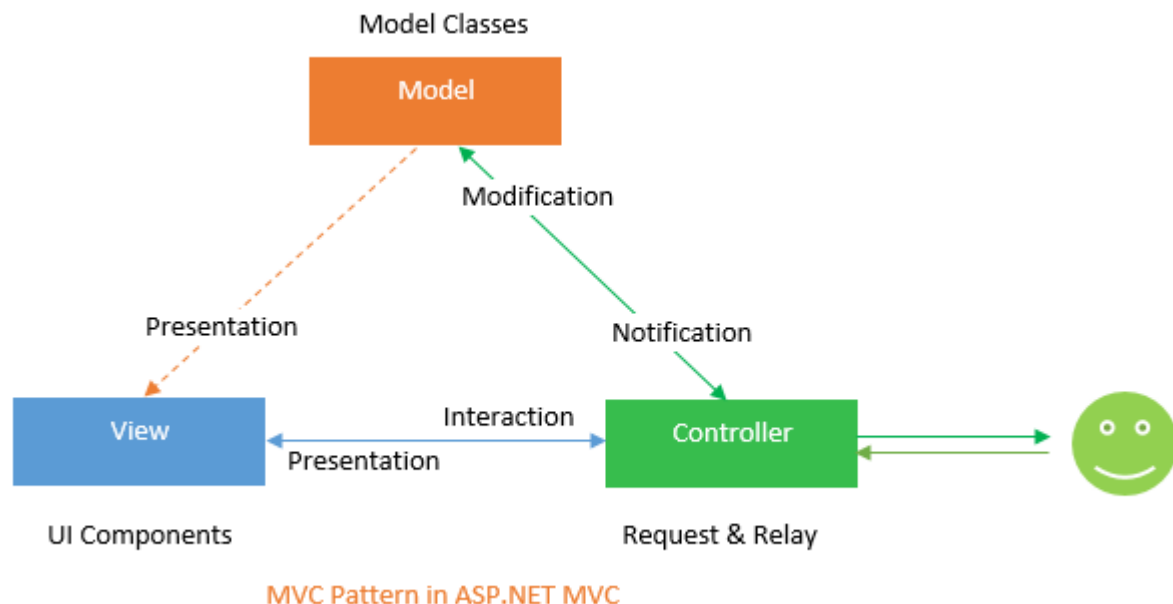 Model Classes
Model
Modification
Notification
Presentation
View
Interaction
Presentation
Controller
UI Components
Request & Relay
MVC Pattern in ASP.NET MVC